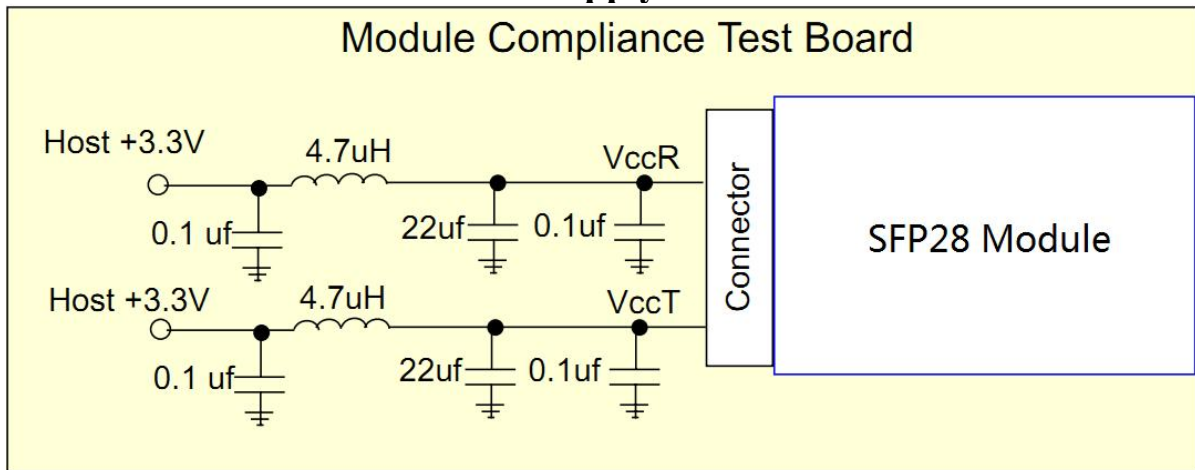 Module Compliance Test Board
Host +3.3V
4.7uH
VccR
0.1 uf
22uf
0.1uf
Host +3.3V
4.7uH
VccT
0.1 uf
22uf
0.1uf
Connector
SFP28 Module